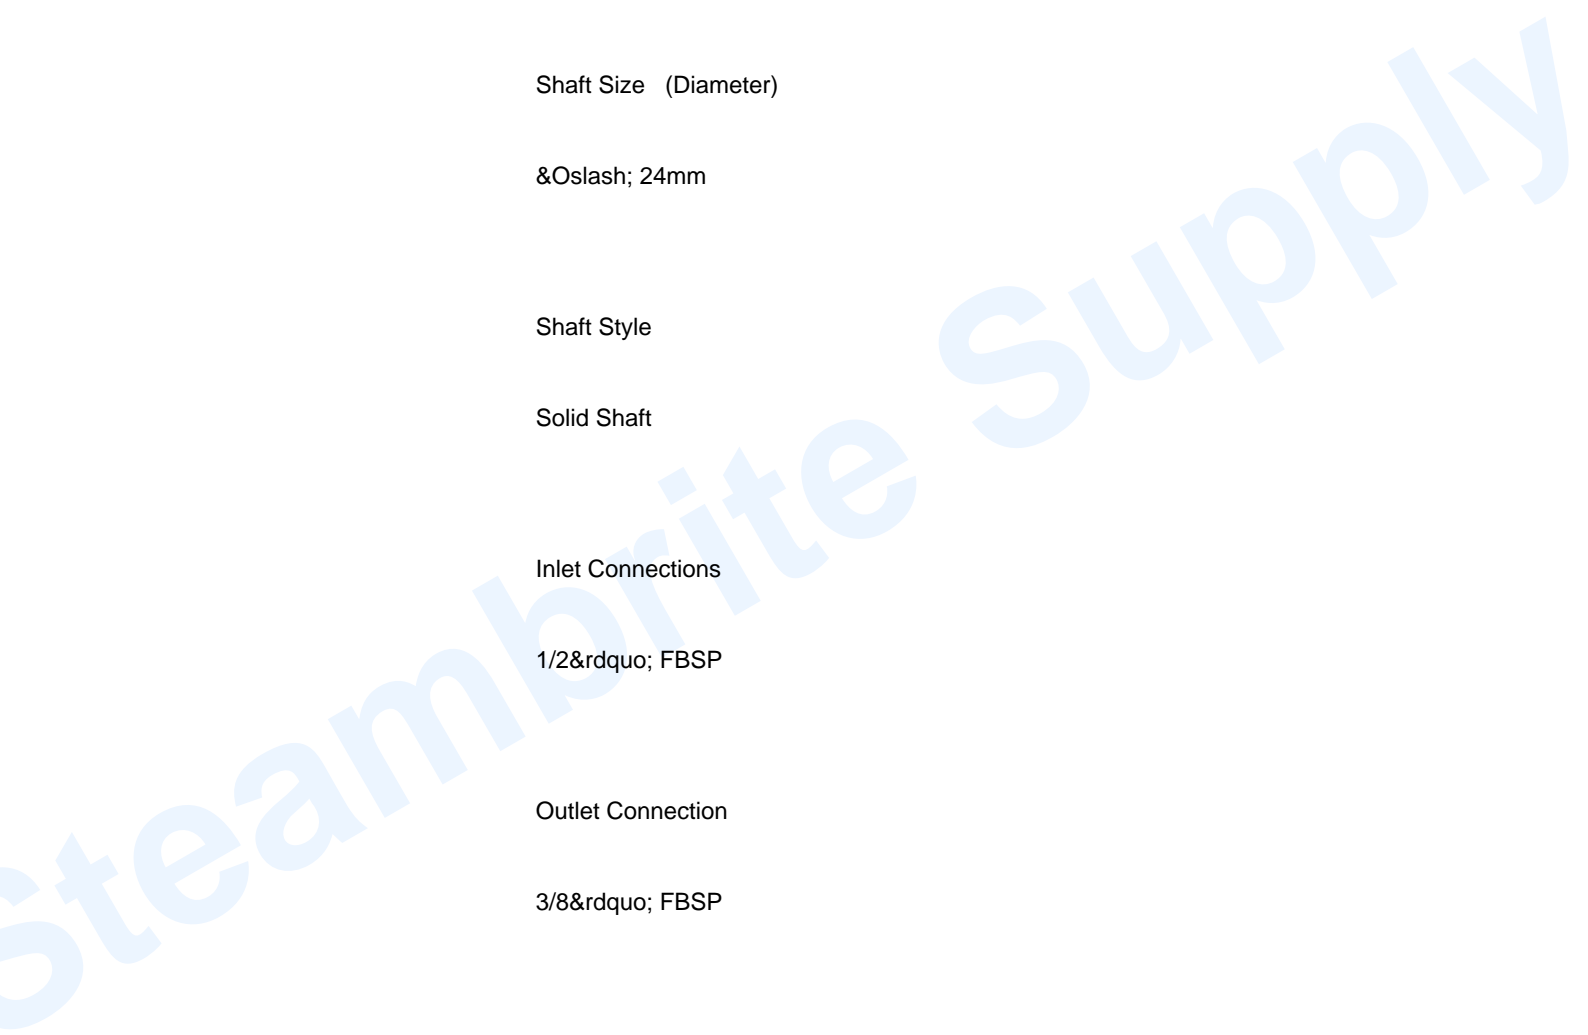 Shaft Size   (Diameter)
&Oslash; 24mm
Shaft Style
Solid Shaft
Inlet Connections
1/2&rdquo; FBSP
Outlet Connection
3/8&rdquo; FBSP
Steambrite Supply